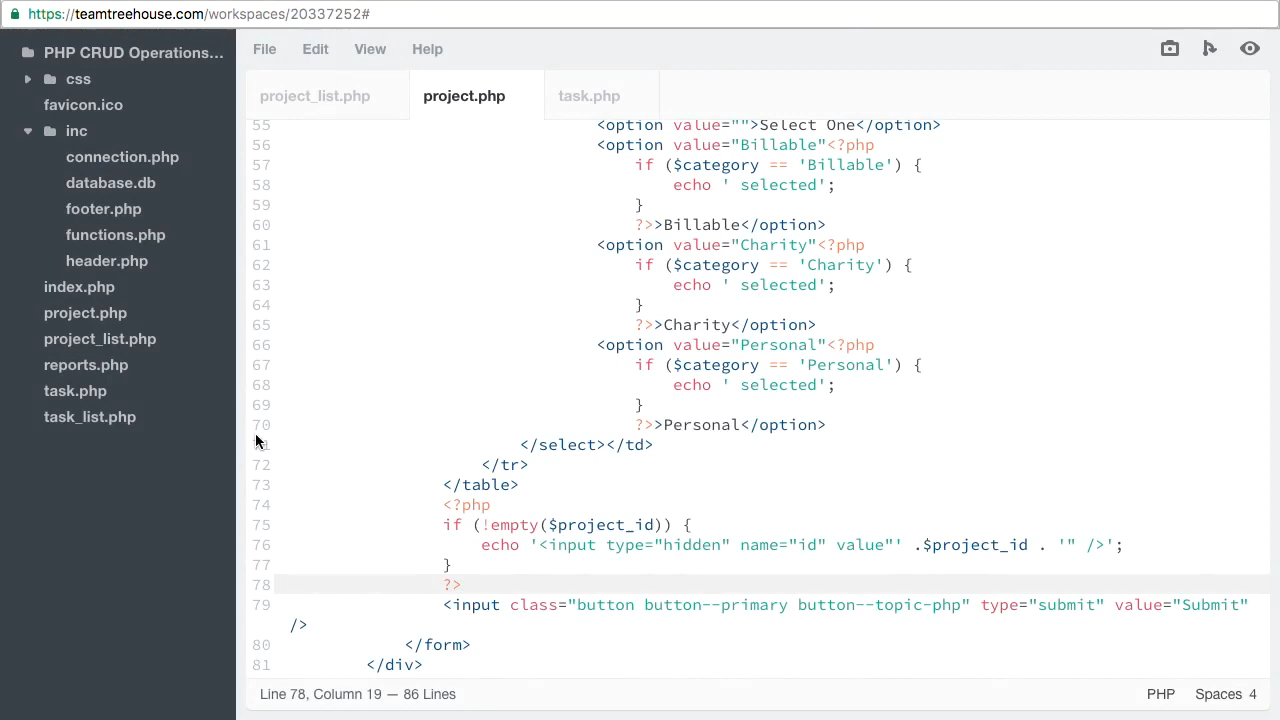 https://teamtreehouse.com/workspaces/20337252#
PHP CRUD Operations...
css
favicon.ico
inc
connection.php
database.db
footer.php
functions.php
header.php
index.php
project.php
project_list.php
reports.php
task.php
task_list.php
File Edit View Help
project_list.php project.php task.php
55 <option value="">Select One</option>
56 <option value="Billable"<?php
57 if ($category == 'Billable') {
58 echo ' selected';
59 }
60 ?>>Billable</option>
61 <option value="Charity"<?php
62 if ($category == 'Charity') {
63 echo ' selected';
64 }
65 ?>>Charity</option>
66 <option value="Personal"<?php
67 if ($category == 'Personal') {
68 echo ' selected';
69 }
70 ?>>Personal</option>
</select></td>
72 </tr>
73 </table>
74 <?php
75 if (!empty($project_id)) {
76 echo '<input type="hidden" name="id" value"' .$project_id . '" />';
77 }
78 ?>
79 <input class="button button--primary button--topic-php" type="submit" value="Submit"
/>
80 </form>
81 </div>
Line 78, Column 19 — 86 Lines
PHP Spaces 4